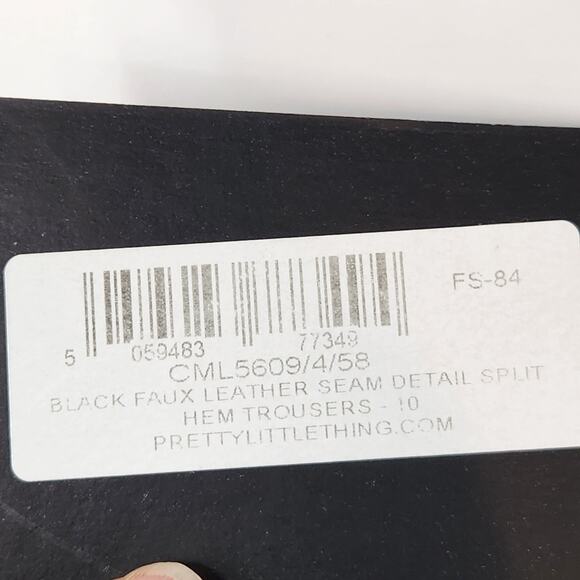 FS-84
5 059483 77349
CML5609/4/58
BLACK FAUX LEATHER SEAM DETAIL SPLIT
HEM TROUSERS - 10
PRETTYLITTLETHING.COM